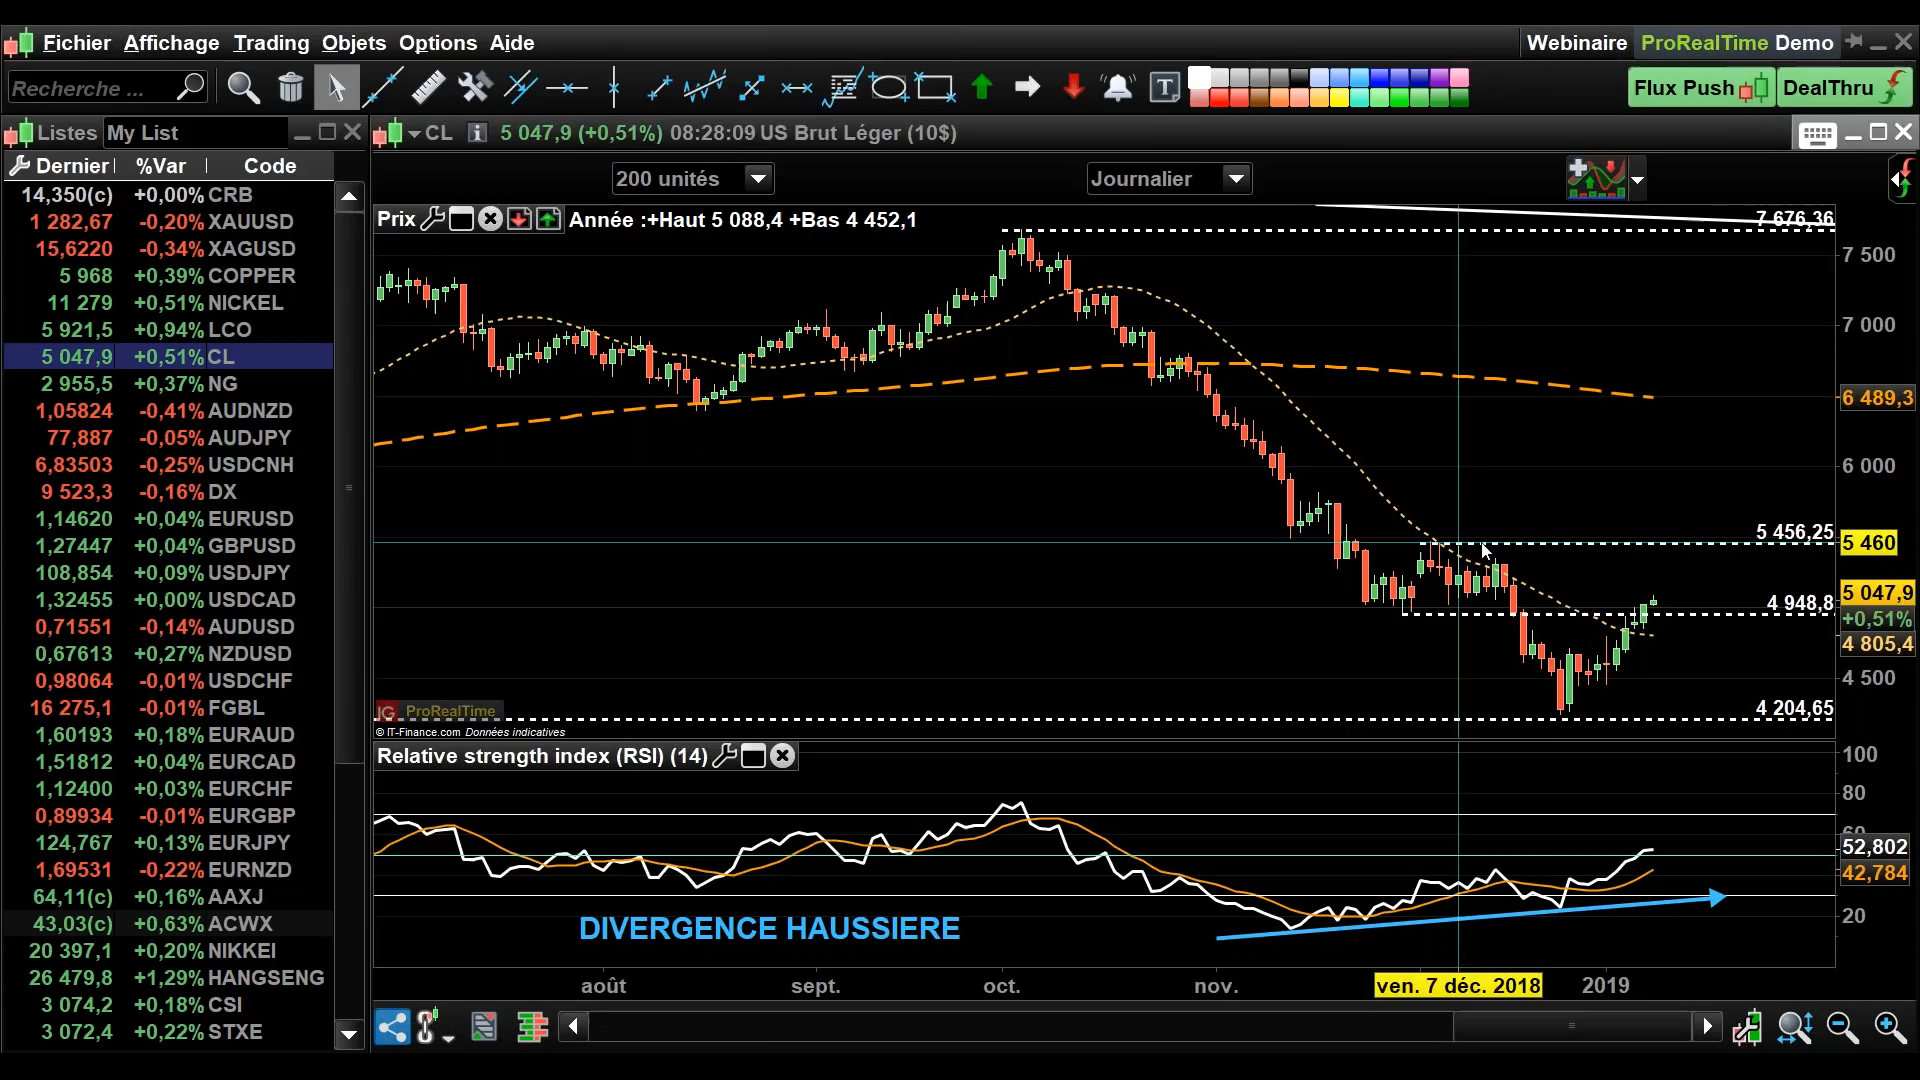 Fichier Affichage Trading Objets Options Aide
Webinaire ProRealTime Demo
Recherche ...
T
Flux Push
DealThru
Listes My List
CL 5 047,9 (+0,51%) 08:28:09 US Brut Léger (10$)
Dernier %Var Code
14,350(c) +0,00% CRB
1 282,67 -0,20% XAUUSD
15,6220 -0,34% XAGUSD
5 968 +0,39% COPPER
11 279 +0,51% NICKEL
5 921,5 +0,94% LCO
5 047,9 +0,51% CL
2 955,5 +0,37% NG
1,05824 -0,41% AUDNZD
77,887 -0,05% AUDJPY
6,83503 -0,25% USDCNH
9 523,3 -0,16% DX
1,14620 +0,04% EURUSD
1,27447 +0,04% GBPUSD
108,854 +0,09% USDJPY
1,32455 +0,00% USDCAD
0,71551 -0,14% AUDUSD
0,67613 +0,27% NZDUSD
0,98064 -0,01% USDCHF
16 275,1 -0,01% FGBL
1,60193 +0,18% EURAUD
1,51812 +0,04% EURCAD
1,12400 +0,03% EURCHF
0,89934 -0,01% EURGBP
124,767 +0,13% EURJPY
1,69531 -0,22% EURNZD
64,11(c) +0,16% AAXJ
43,03(c) +0,63% ACWX
20 397,1 +0,20% NIKKEI
26 479,8 +1,29% HANGSENG
3 074,2 +0,18% CSI
3 072,4 +0,22% STXE
200 unités
Journalier
Prix
Année :+Haut 5 088,4 +Bas 4 452,1
7 676,36
7 500
7 000
6 489,3
6 000
5 456,25
5 460
5 047,9
4 948,8
+0,51%
4 805,4
4 500
4 204,65
IG ProRealTime
© IT-Finance.com Données indicatives
Relative strength index (RSI) (14)
100
80
60
52,802
42,784
20
DIVERGENCE HAUSSIERE
août
sept.
oct.
nov.
ven. 7 déc. 2018
2019